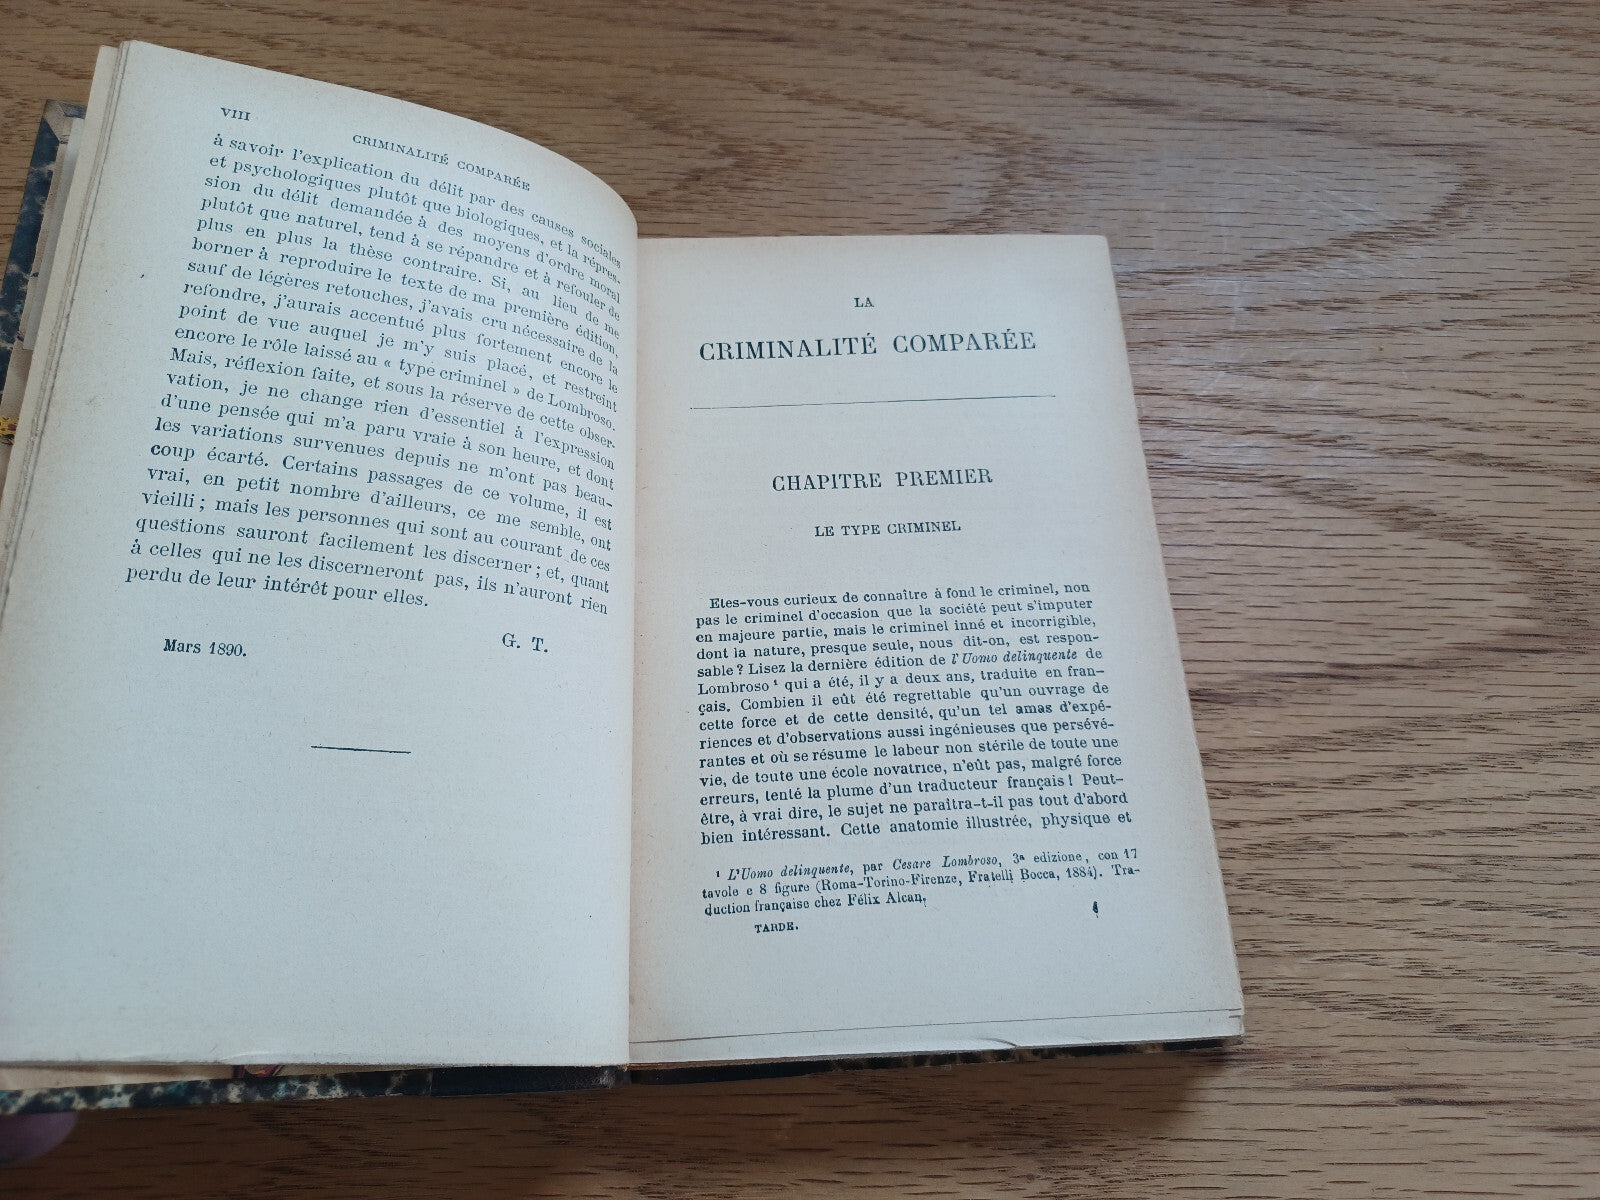 VIII
CRIMINALITÉ COMPARÉE
à savoir l'explication du délit par des causes sociales
et psychologiques plutôt que biologiques, et la répres-
sion du délit demandée à des moyens d'ordre moral
plutôt que naturel, tend à se répandre et à refouler de
plus en plus la thèse contraire. Si, au lieu de me
borner à reproduire le texte de ma première édition,
sauf de légères retouches, j'avais cru nécessaire de la
refondre, j'aurais accentué plus fortement encore le
point de vue auquel je m'y suis placé, et restreint
encore le rôle laissé au « type criminel » de Lombroso.
Mais, réflexion faite, et sous la réserve de cette obser-
vation, je ne change rien d'essentiel à l'expression
d'une pensée qui m'a paru vraie à son heure, et dont
les variations survenues depuis ne m'ont pas beau-
coup écarté. Certains passages de ce volume, il est
vrai, en petit nombre d'ailleurs, ce me semble, ont
vieilli ; mais les personnes qui sont au courant de ces
questions sauront facilement les discerner ; et, quant
à celles qui ne les discerneront pas, ils n'auront rien
perdu de leur intérêt pour elles.
G. T.
Mars 1890.
LA
CRIMINALITÉ COMPARÉE
CHAPITRE PREMIER
LE TYPE CRIMINEL
Etes-vous curieux de connaître à fond le criminel, non
pas le criminel d'occasion que la société peut s'imputer
en majeure partie, mais le criminel inné et incorrigible,
dont la nature, presque seule, nous dit-on, est respon-
sable ? Lisez la dernière édition de l'Uomo delinquente de
Lombroso ¹ qui a été, il y a deux ans, traduite en fran-
çais. Combien il eût été regrettable qu'un ouvrage de
cette force et de cette densité, qu'un tel amas d'expé-
riences et d'observations aussi ingénieuses que persévé-
rantes et où se résume le labeur non stérile de toute une
vie, de toute une école novatrice, n'eût pas, malgré force
erreurs, tenté la plume d'un traducteur français ! Peut-
être, à vrai dire, le sujet ne paraîtra-t-il pas tout d'abord
bien intéressant. Cette anatomie illustrée, physique et
¹ L'Uomo delinquente, par Cesare Lombroso, 3ª edizione, con 17
tavole e 8 figure (Roma-Torino-Firenze, Fratelli Bocca, 1884). Tra-
duction française chez Félix Alcan.
TARDE.